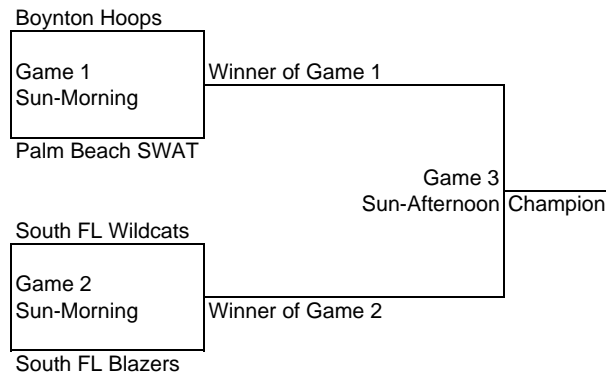 Boynton Hoops
Game 1
Sun-Morning
Winner of Game 1
Palm Beach SWAT
Game 3
Sun-Afternoon
Champion
South FL Wildcats
Game 2
Sun-Morning
Winner of Game 2
South FL Blazers